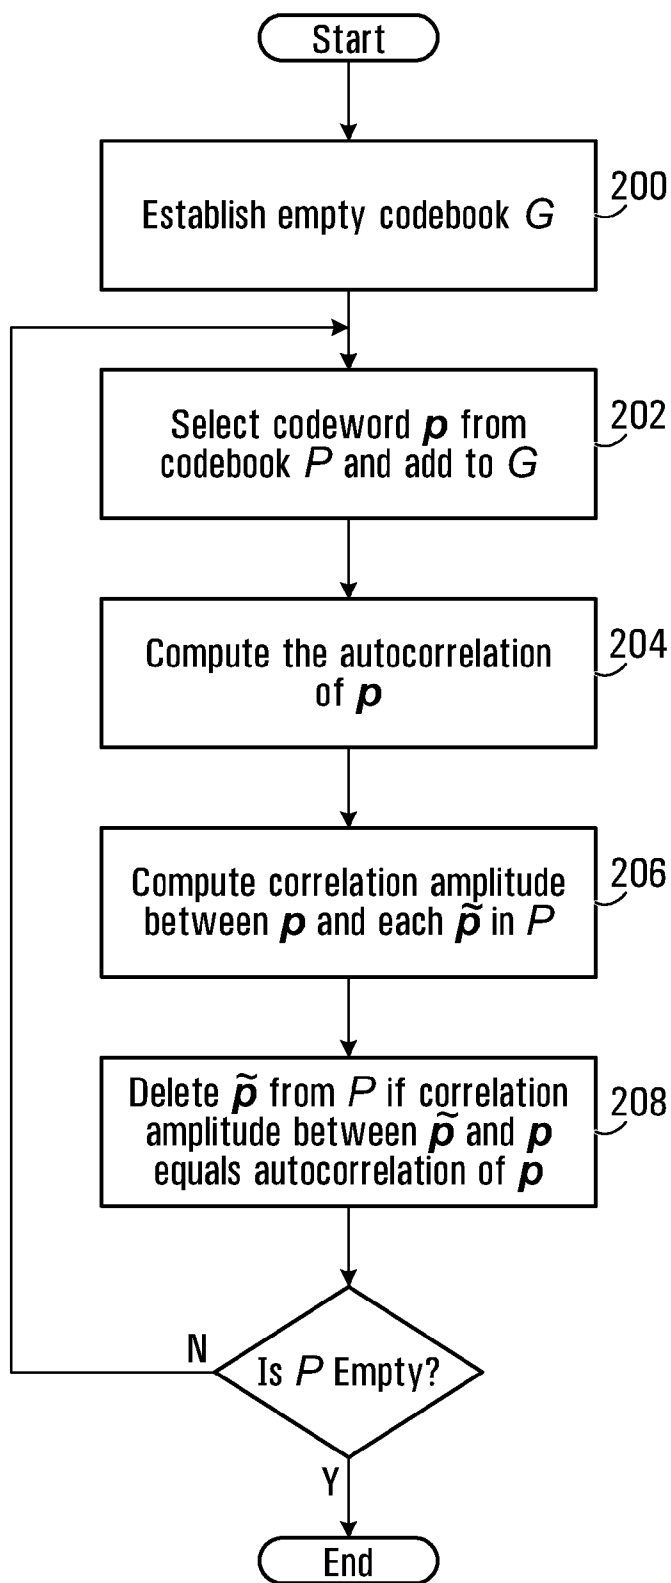 Start
Establish empty codebook G
200
Select codeword p from
codebook P and add to G
202
Compute the autocorrelation
of p
204
Compute correlation amplitude
between p and each p̃ in P
206
Delete p̃ from P if correlation
amplitude between p̃ and p
equals autocorrelation of p
208
Is P Empty?
N
Y
End